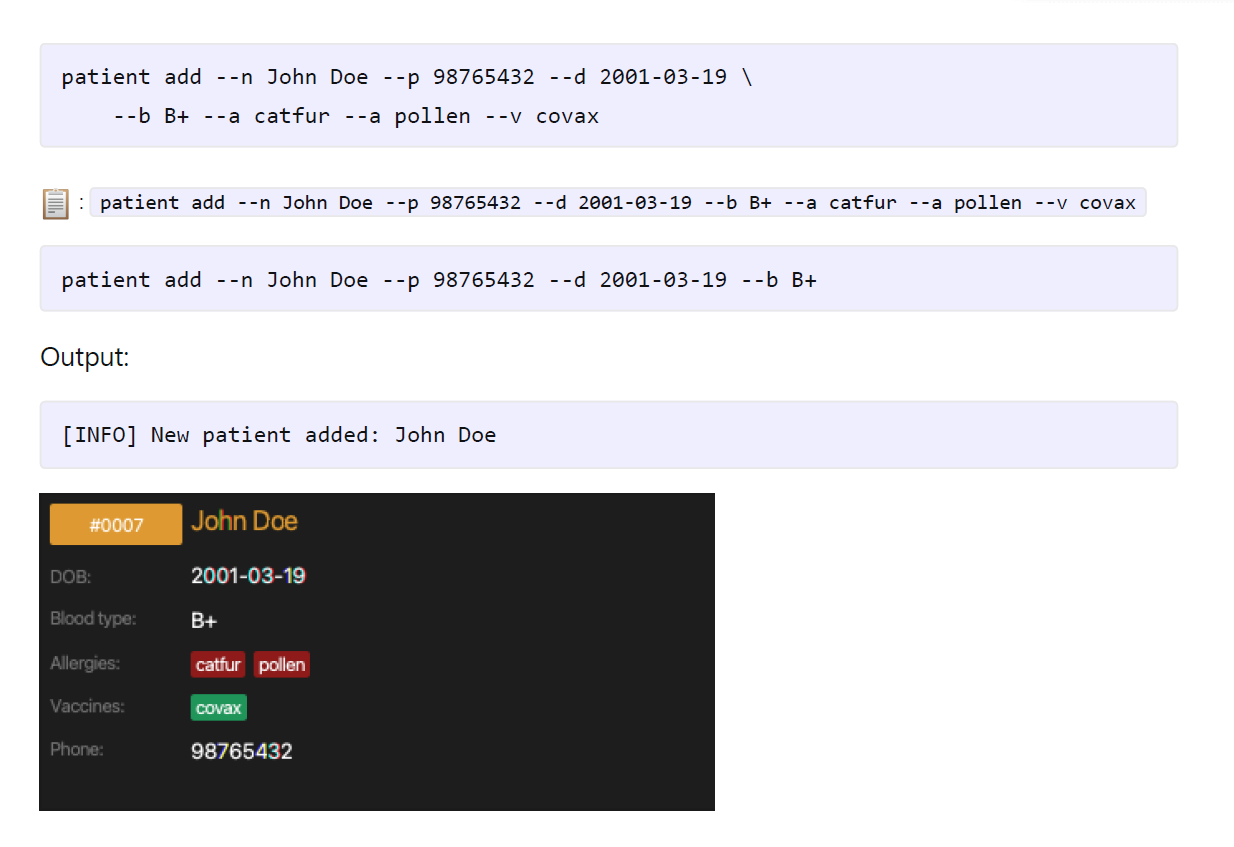 patient add --n John Doe --p 98765432 --d 2001-03-19 \
--b B+ --a catfur --a pollen --v covax
: patient add --n John Doe --p 98765432 --d 2001-03-19 --b B+ --a catfur --a pollen --v covax
patient add --n John Doe --p 98765432 --d 2001-03-19 --b B+
Output:
[INFO] New patient added: John Doe
#0007 John Doe
DOB: 2001-03-19
Blood type: B+
Allergies: catfur pollen
Vaccines: covax
Phone: 98765432